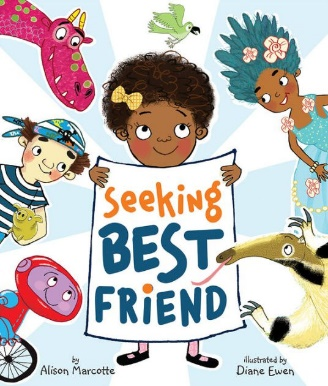 Seeking
BEST
FRIEND
by
Alison Marcotte
illustrated by
Diane Ewen